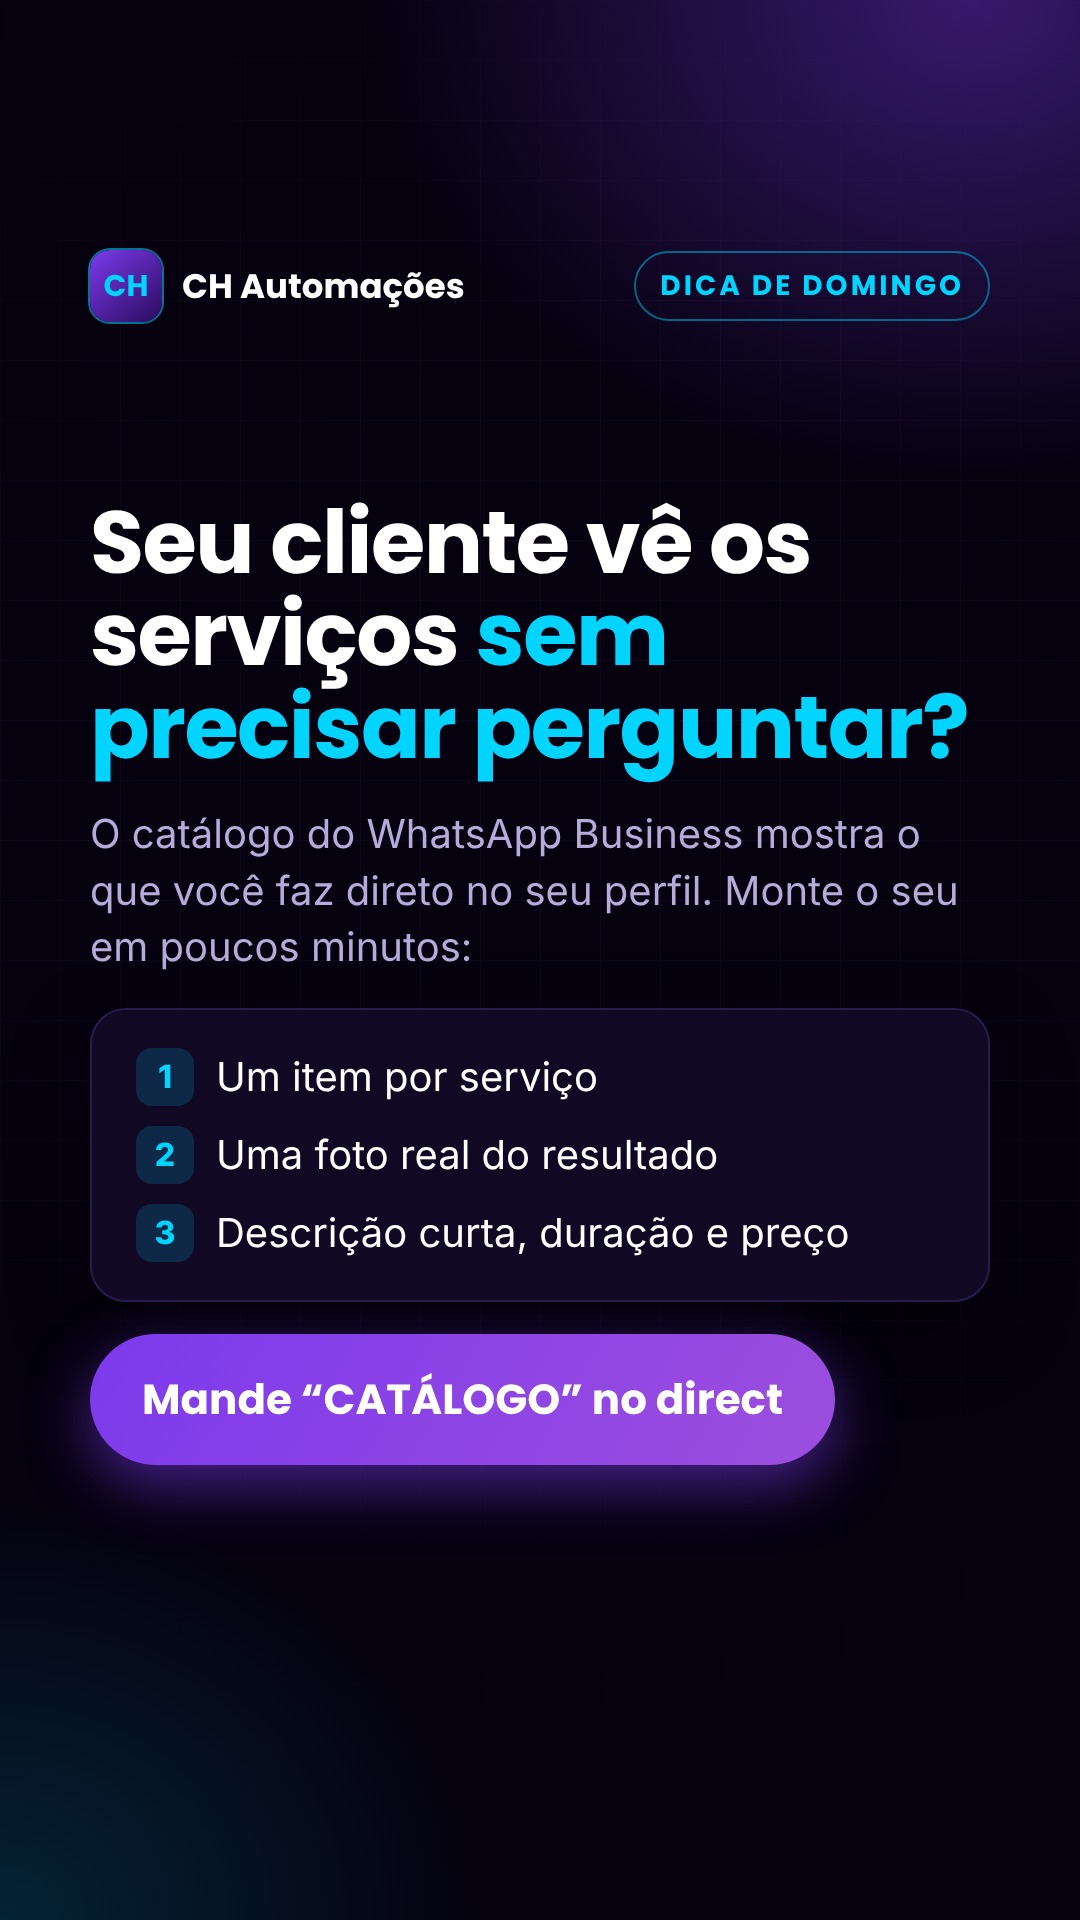 CH
CH Automações
DICA DE DOMINGO
Seu cliente vê os
serviços sem
precisar perguntar?
O catálogo do WhatsApp Business mostra o
que você faz direto no seu perfil. Monte o seu
em poucos minutos:
1 Um item por serviço
2 Uma foto real do resultado
3 Descrição curta, duração e preço
Mande “CATÁLOGO” no direct